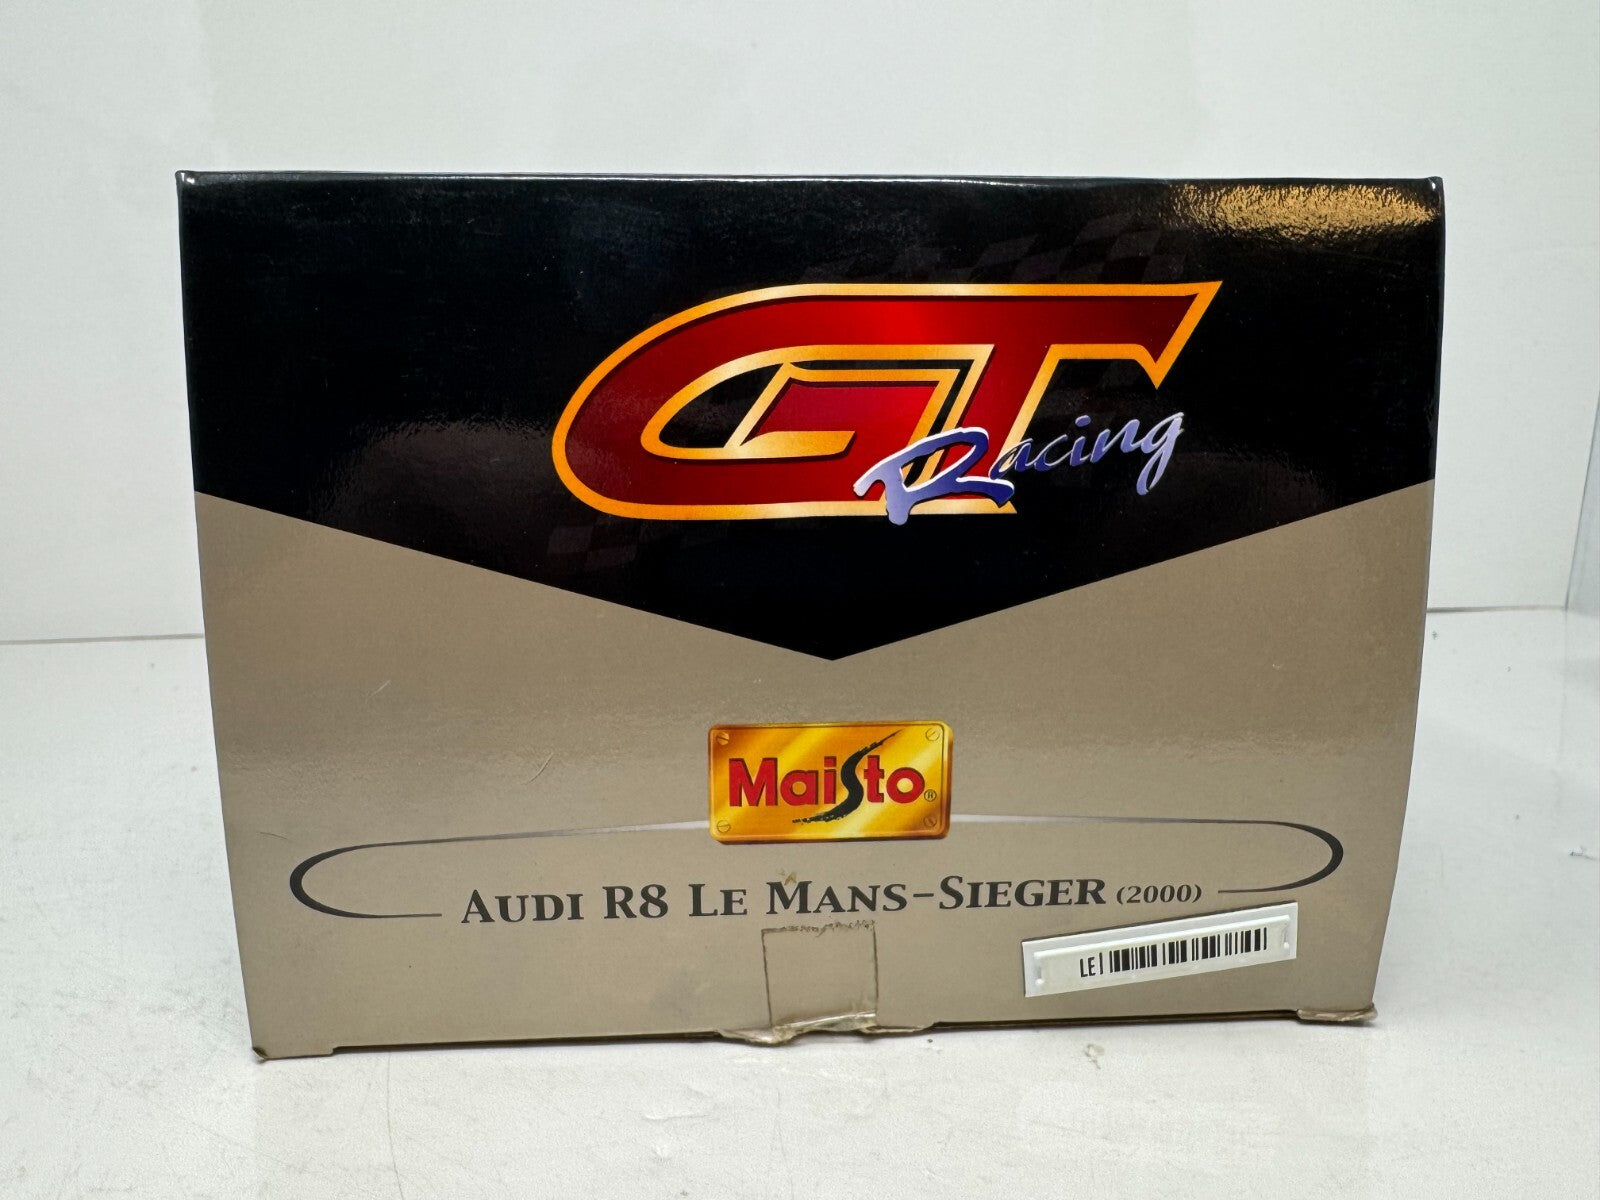 GT
Racing
Maisto®
AUDI R8 LE MANS-SIEGER (2000)
LE